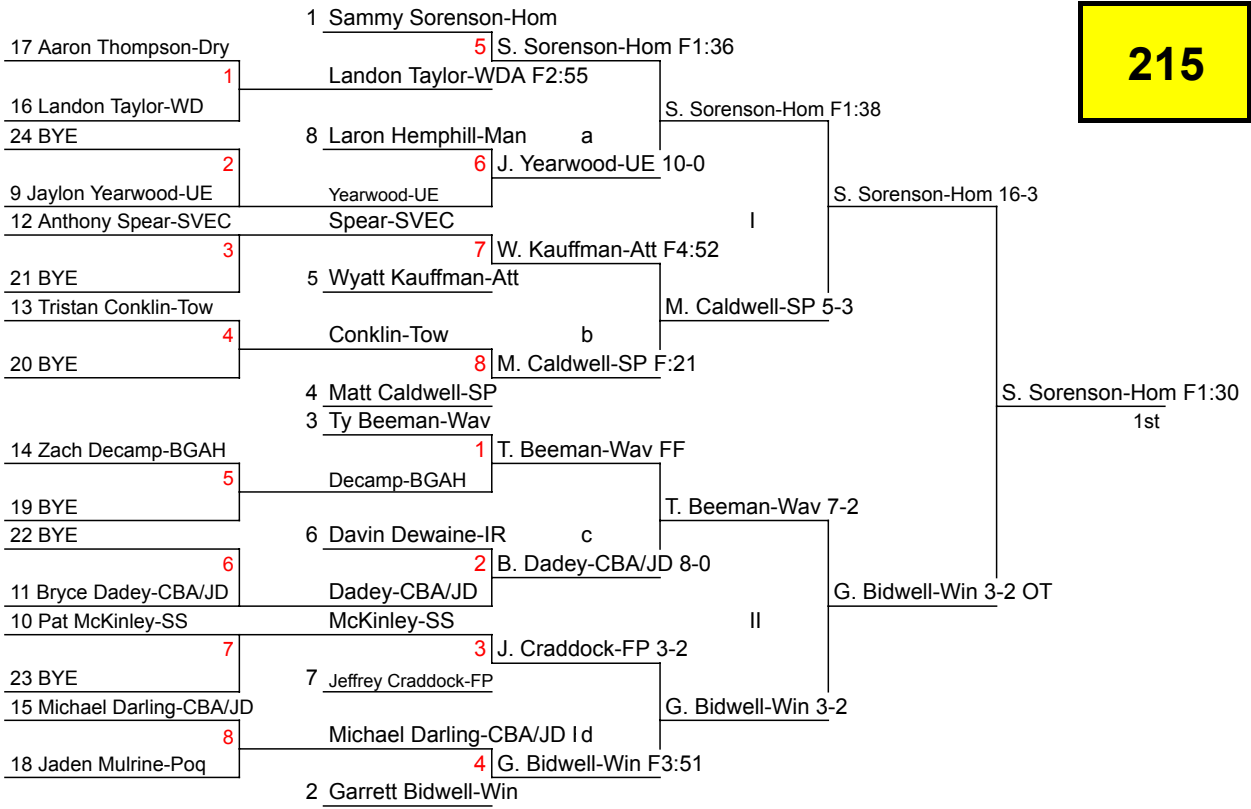 1 Sammy Sorenson-Hom
215
17 Aaron Thompson-Dry
5 S. Sorenson-Hom F1:36
1
Landon Taylor-WDA F2:55
16 Landon Taylor-WD
S. Sorenson-Hom F1:38
24 BYE
8 Laron Hemphill-Man a
2
6 J. Yearwood-UE 10-0
9 Jaylon Yearwood-UE
Yearwood-UE
S. Sorenson-Hom 16-3
12 Anthony Spear-SVEC
Spear-SVEC
I
3
7 W. Kauffman-Att F4:52
21 BYE
5 Wyatt Kauffman-Att
13 Tristan Conklin-Tow
M. Caldwell-SP 5-3
4
Conklin-Tow b
20 BYE
8 M. Caldwell-SP F:21
4 Matt Caldwell-SP
S. Sorenson-Hom F1:30
1st
3 Ty Beeman-Wav
14 Zach Decamp-BGAH
1 T. Beeman-Wav FF
5
Decamp-BGAH
19 BYE
T. Beeman-Wav 7-2
22 BYE
6 Davin Dewaine-IR c
6
2 B. Dadey-CBA/JD 8-0
11 Bryce Dadey-CBA/JD
Dadey-CBA/JD
G. Bidwell-Win 3-2 OT
10 Pat McKinley-SS
McKinley-SS
II
7
3 J. Craddock-FP 3-2
23 BYE
7 Jeffrey Craddock-FP
15 Michael Darling-CBA/JD
G. Bidwell-Win 3-2
8
Michael Darling-CBA/JD I d
18 Jaden Mulrine-Poq
4 G. Bidwell-Win F3:51
2 Garrett Bidwell-Win